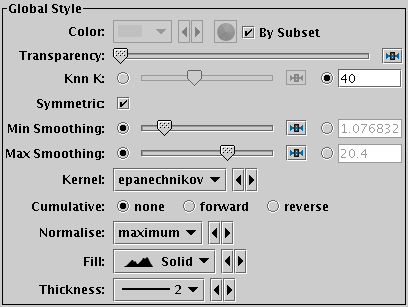 Global Style
Color: By Subset
Transparency:
Knn K: 40
Symmetric:
Min Smoothing: 1.076832
Max Smoothing: 20.4
Kernel: epanechnikov
Cumulative: none forward reverse
Normalise: maximum
Fill: Solid
Thickness: 2